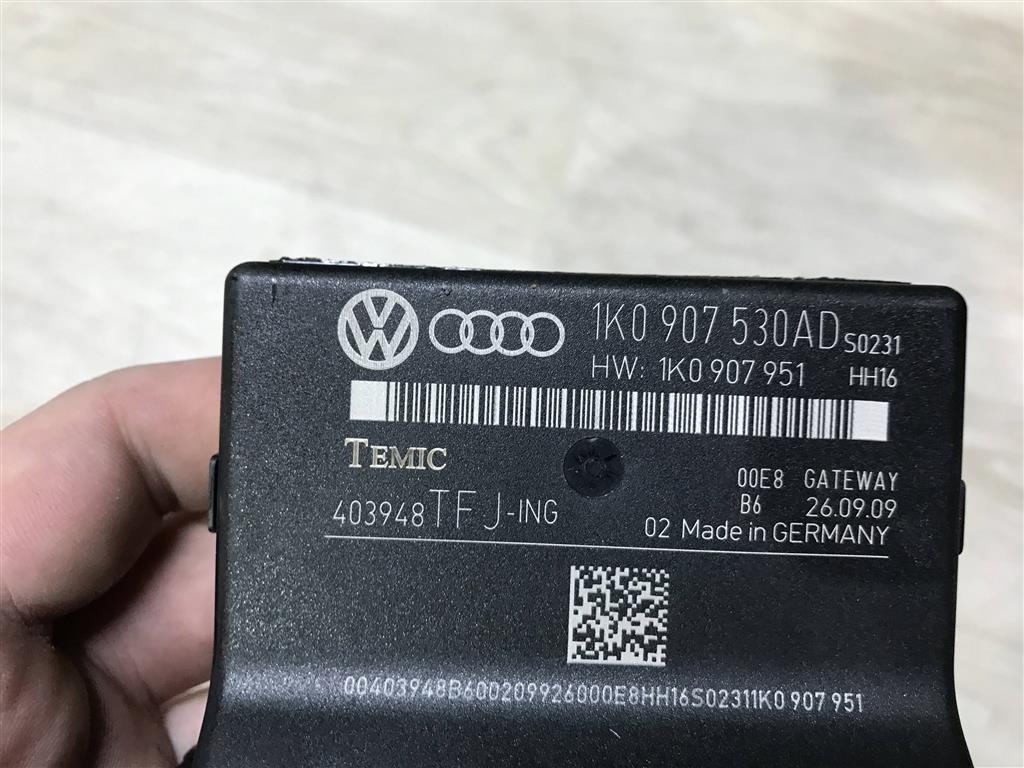 1K0 907 530AD S0231
HW: 1K0 907 951 HH16
TEMIC
00E8 GATEWAY
403948TFJ-ING B6 26.09.09
02 Made in GERMANY
00403948B600209926000E8HH16S02311K0 907 951